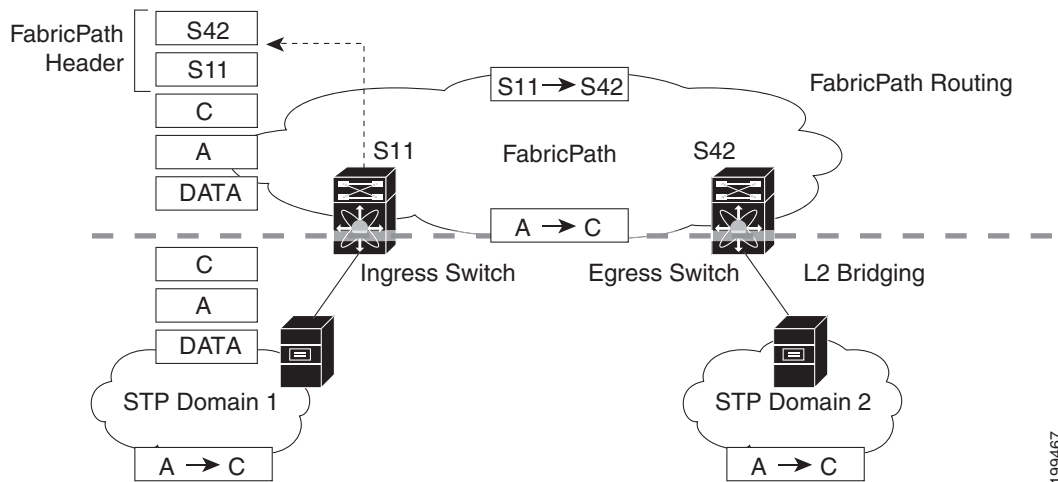 FabricPath
Header
S42
S11
C
A
DATA
S11 → S42
FabricPath Routing
S11
FabricPath
S42
A → C
Ingress Switch
Egress Switch
L2 Bridging
C
A
DATA
STP Domain 1
STP Domain 2
A → C
A → C
199467